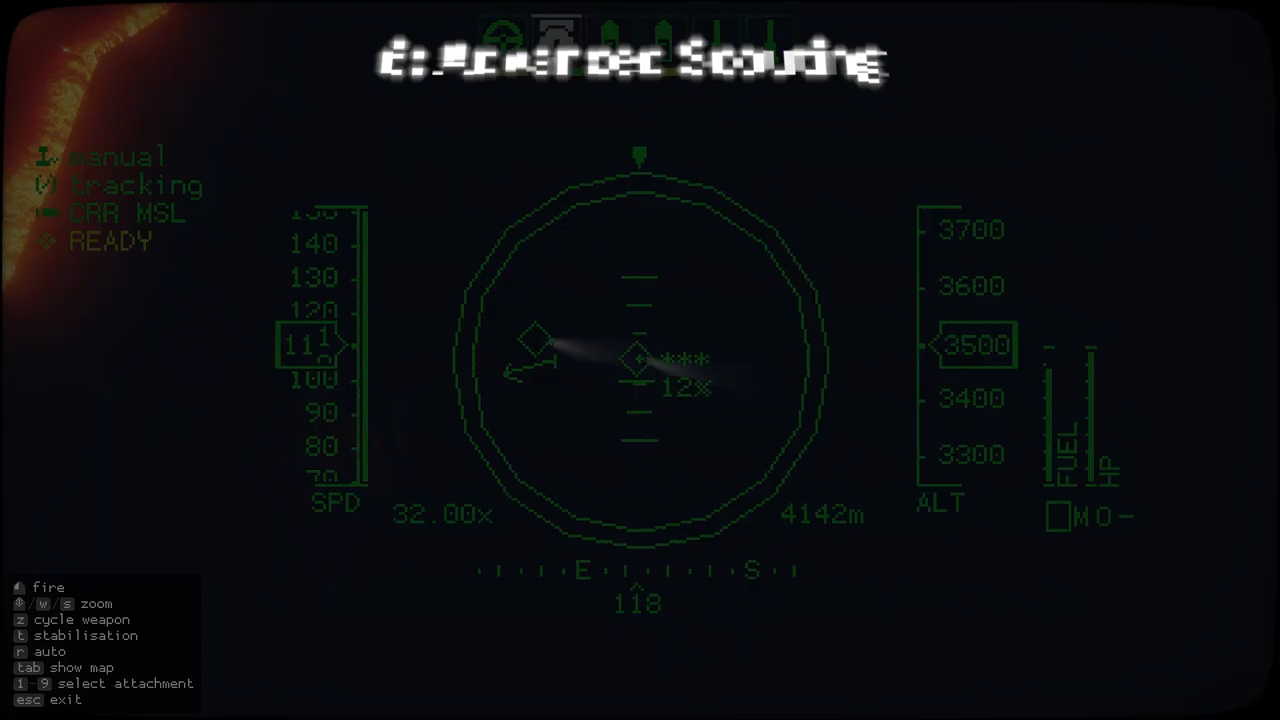 manual
tracking
CRR MSL
READY
140
130
120
11
100
90
80
70
SPD
32.00x
***
12%
3700
3600
3500
3400
3300
ALT
4142m
FUEL
HP
E
S
118
fire
/w/s zoom
z cycle weapon
t stabilisation
r auto
tab show map
1-9 select attachment
esc exit